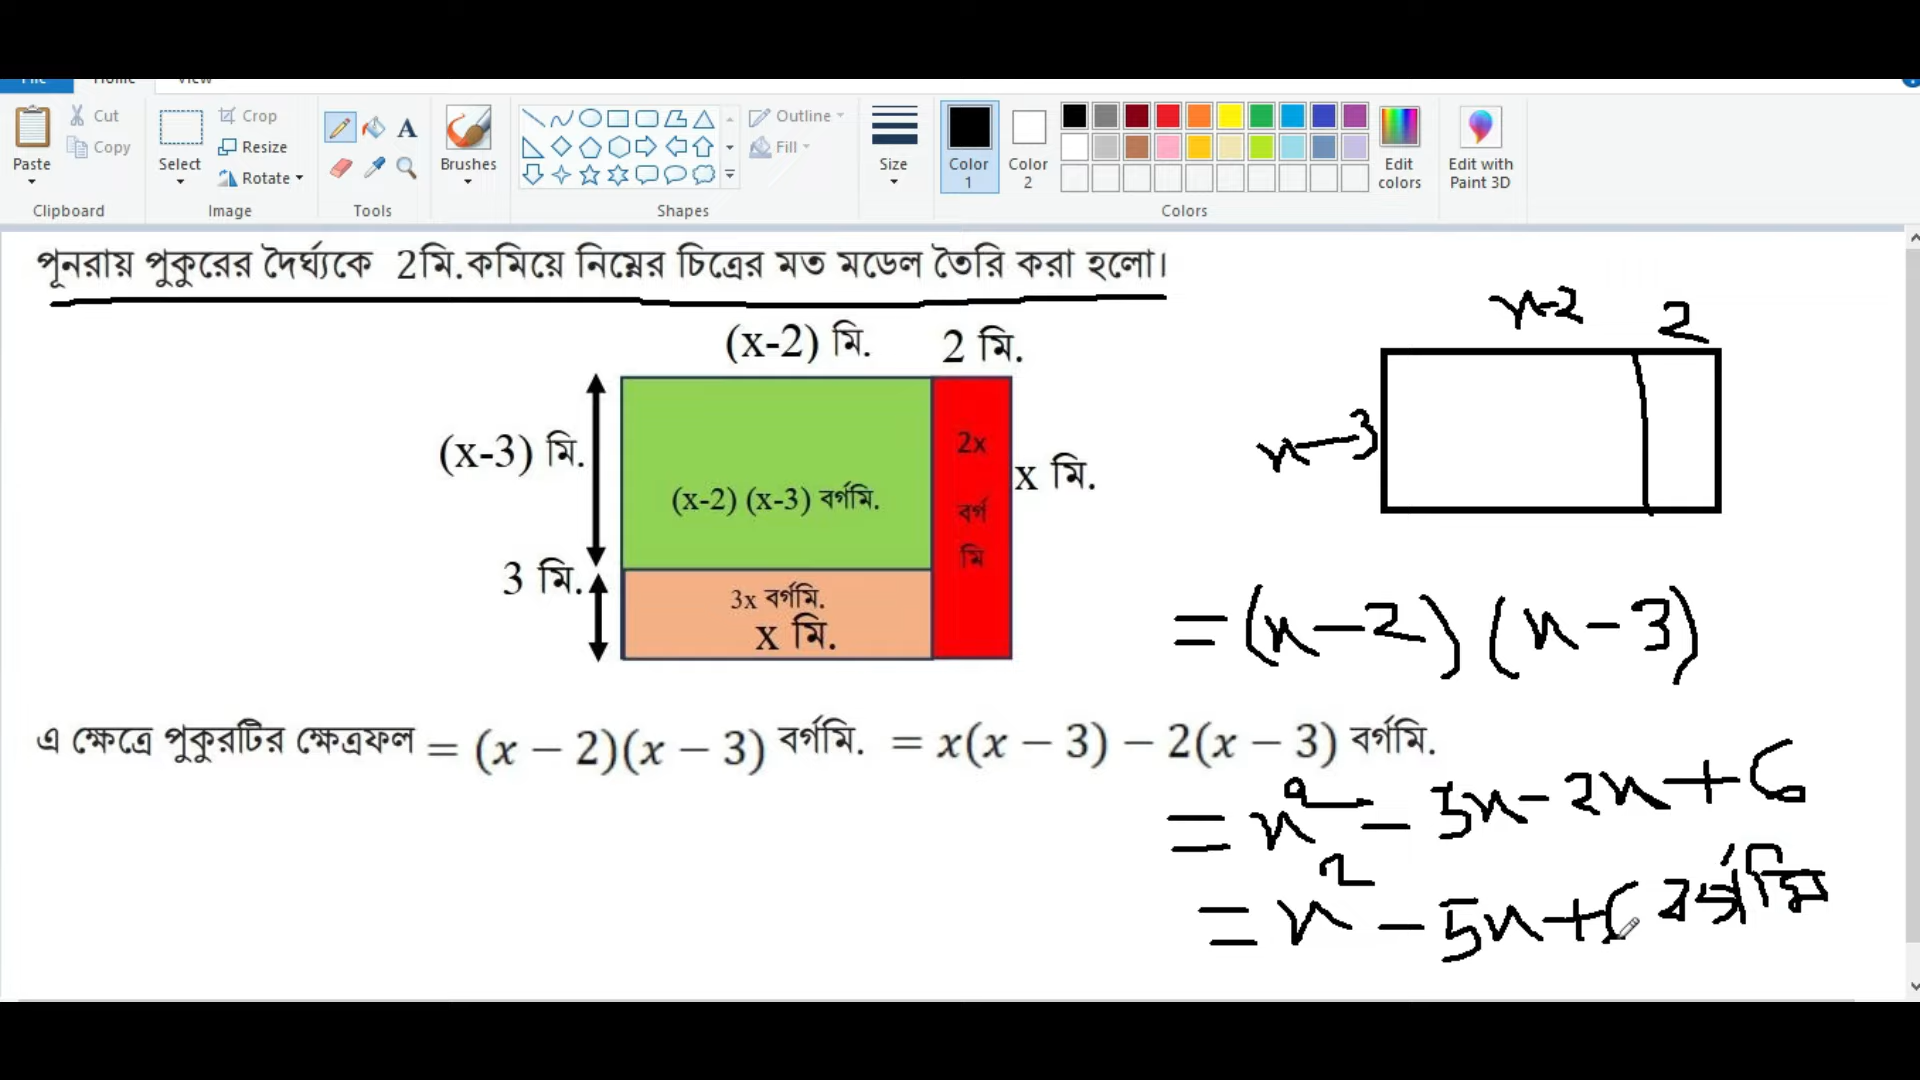 File Home View
Cut
Copy
Paste
Clipboard
Select
Crop
Resize
Rotate
Image
A
Tools
Brushes
Outline
Fill
Shapes
Size
Color 1
Color 2
Edit colors
Colors
Edit with Paint 3D
পূনরায় পুকুরের দৈর্ঘ্যকে 2মি.কমিয়ে নিম্নের চিত্রের মত মডেল তৈরি করা হলো।
(x-2) মি. 2 মি.
(x-3) মি.
3 মি.
(x-2) (x-3) বর্গমি.
2x
বর্গ
মি
x মি.
3x বর্গমি.
x মি.
x-2 2
x-3
= (x-2) (x-3)
এ ক্ষেত্রে পুকুরটির ক্ষেত্রফল = (x − 2)(x − 3) বর্গমি. = x(x − 3) − 2(x − 3) বর্গমি.
= x² - 3x - 2x + 6
= x² - 5x + 6 বর্গমি